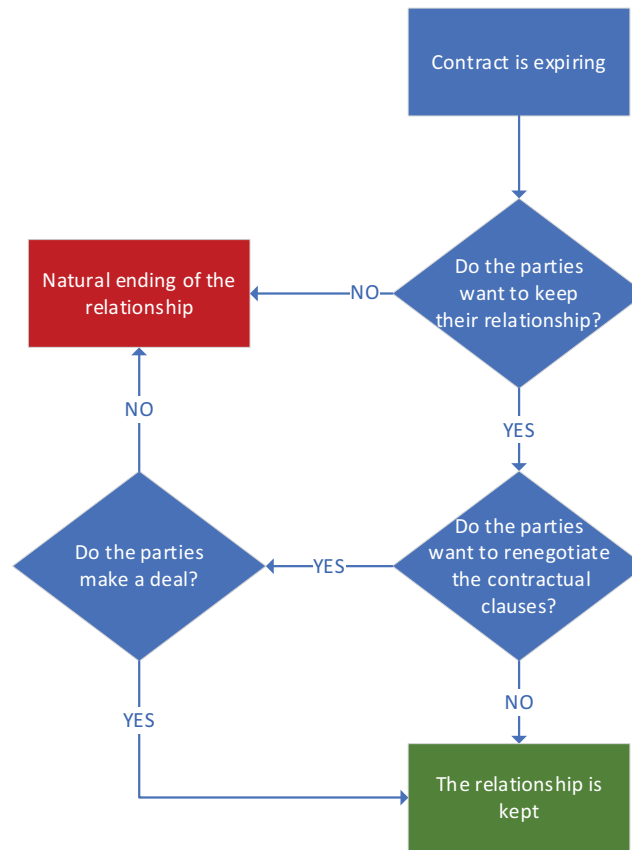 Contract is expiring
Do the parties
want to keep
their relationship?
NO
Natural ending of the
relationship
NO
YES
Do the parties
want to renegotiate
the contractual
clauses?
YES
Do the parties
make a deal?
NO
YES
The relationship is
kept